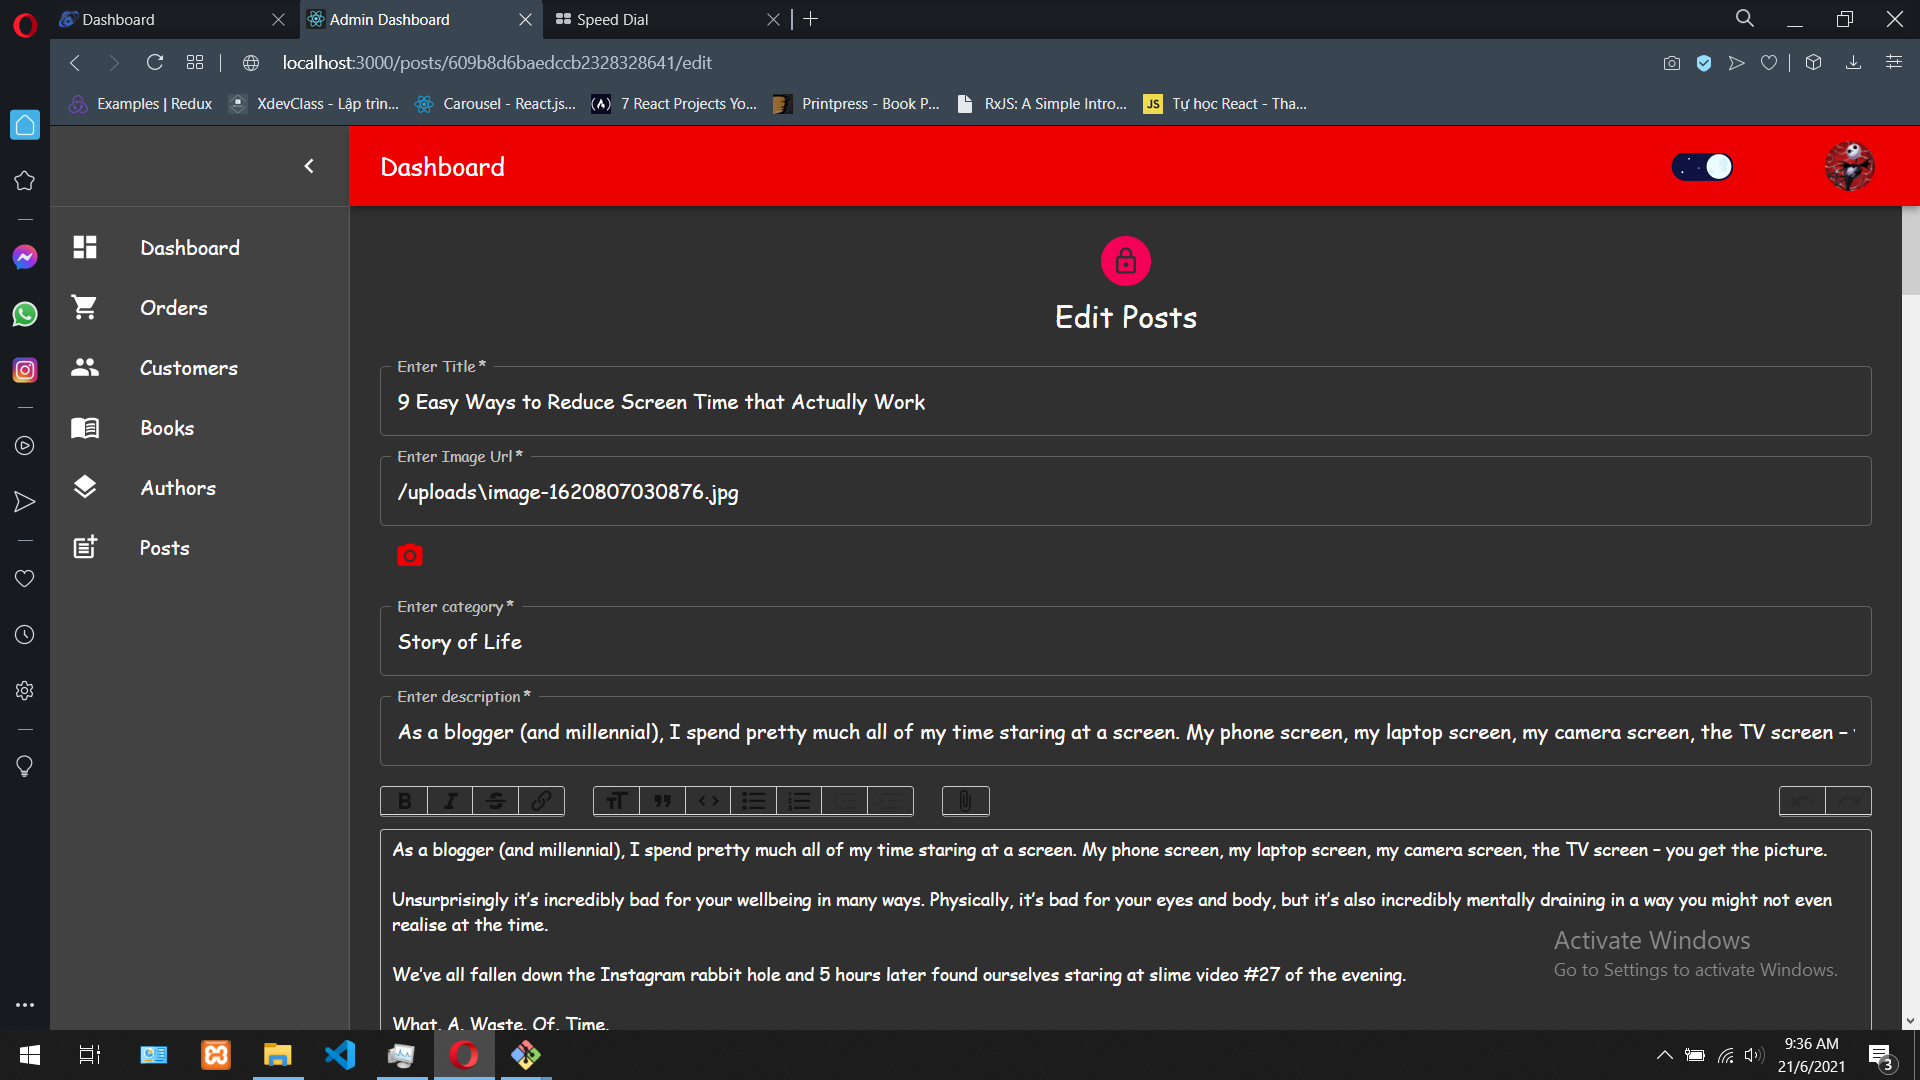 Dashboard
Admin Dashboard
Speed Dial
localhost:3000/posts/609b8d6baedccb2328328641/edit
Examples | Redux
XdevClass - Lập trìn...
Carousel - React.js...
7 React Projects Yo...
Printpress - Book P...
RxJS: A Simple Intro...
JS
Tự học React - Tha...
Dashboard
Dashboard
Orders
Customers
Books
Authors
Posts
Edit Posts
Enter Title *
9 Easy Ways to Reduce Screen Time that Actually Work
Enter Image Url *
/uploads\image-1620807030876.jpg
Enter category *
Story of Life
Enter description *
As a blogger (and millennial), I spend pretty much all of my time staring at a screen. My phone screen, my laptop screen, my camera screen, the TV screen –
As a blogger (and millennial), I spend pretty much all of my time staring at a screen. My phone screen, my laptop screen, my camera screen, the TV screen – you get the picture.
Unsurprisingly it's incredibly bad for your wellbeing in many ways. Physically, it's bad for your eyes and body, but it's also incredibly mentally draining in a way you might not even
realise at the time.
We've all fallen down the Instagram rabbit hole and 5 hours later found ourselves staring at slime video #27 of the evening.
What. A. Waste. Of. Time.
Activate Windows
Go to Settings to activate Windows.
9:36 AM
21/6/2021
3